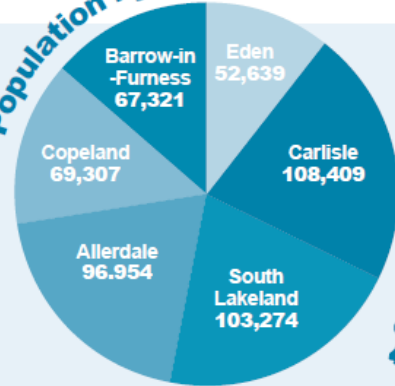 Population
Barrow-in
-Furness
67,321
Eden
52,639
Copeland
69,307
Carlisle
108,409
Allerdale
96.954
South
Lakeland
103,274